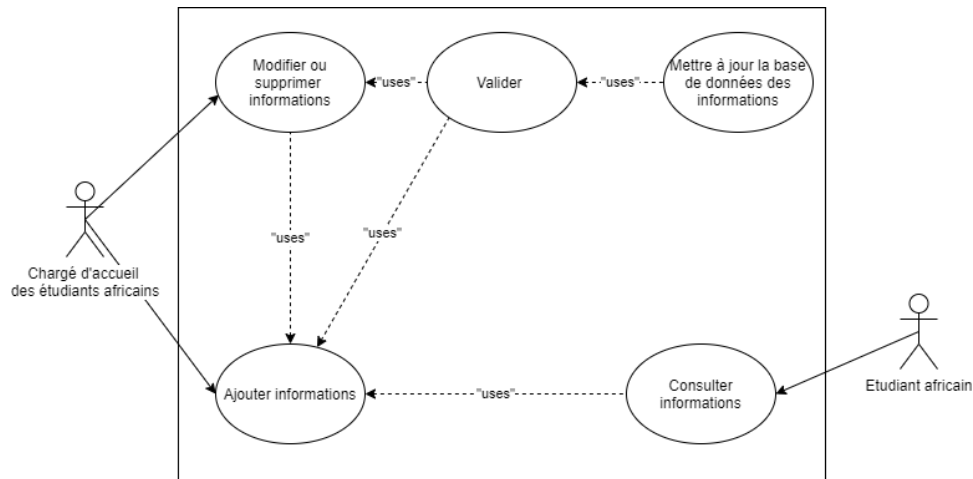 Modifier ou
supprimer
informations
"uses"
Valider
"uses"
Mettre à jour la base
de données des
informations
"uses"
"uses"
Chargé d'accueil
des étudiants africains
Ajouter informations
"uses"
Consulter
informations
Etudiant africain